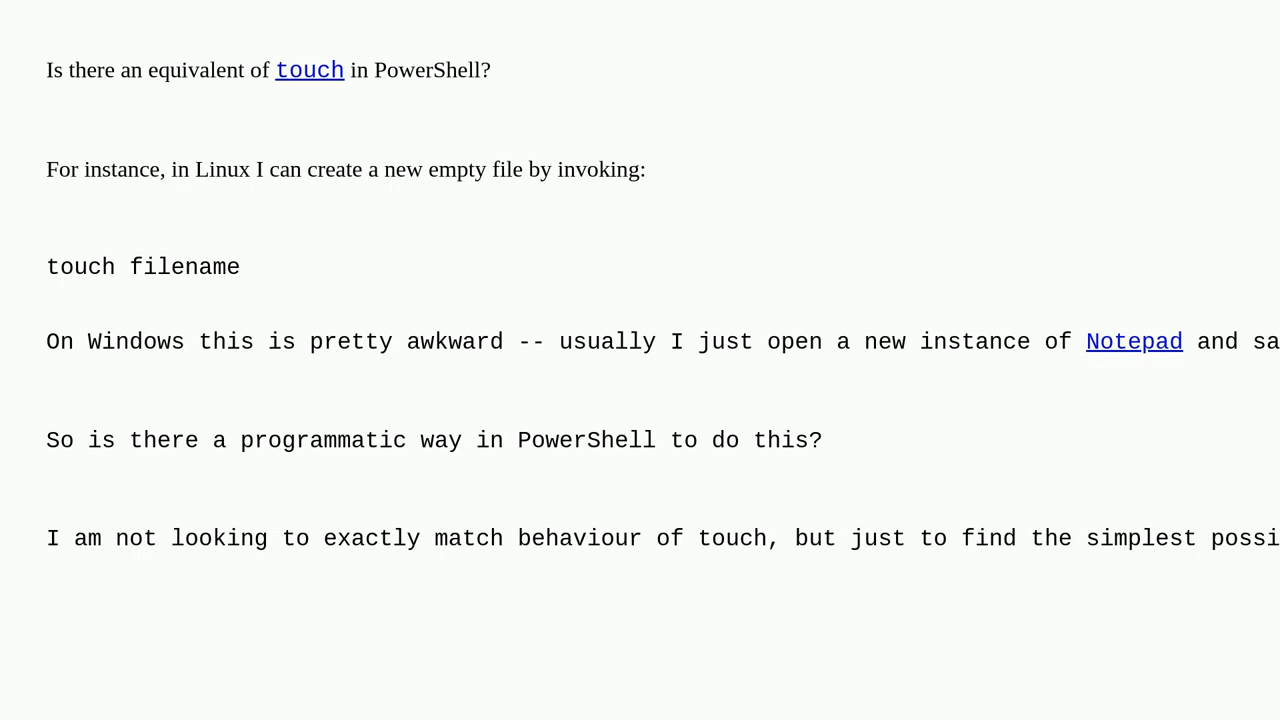 Is there an equivalent of touch in PowerShell?
For instance, in Linux I can create a new empty file by invoking:
touch filename
On Windows this is pretty awkward -- usually I just open a new instance of Notepad and sa
So is there a programmatic way in PowerShell to do this?
I am not looking to exactly match behaviour of touch, but just to find the simplest possi